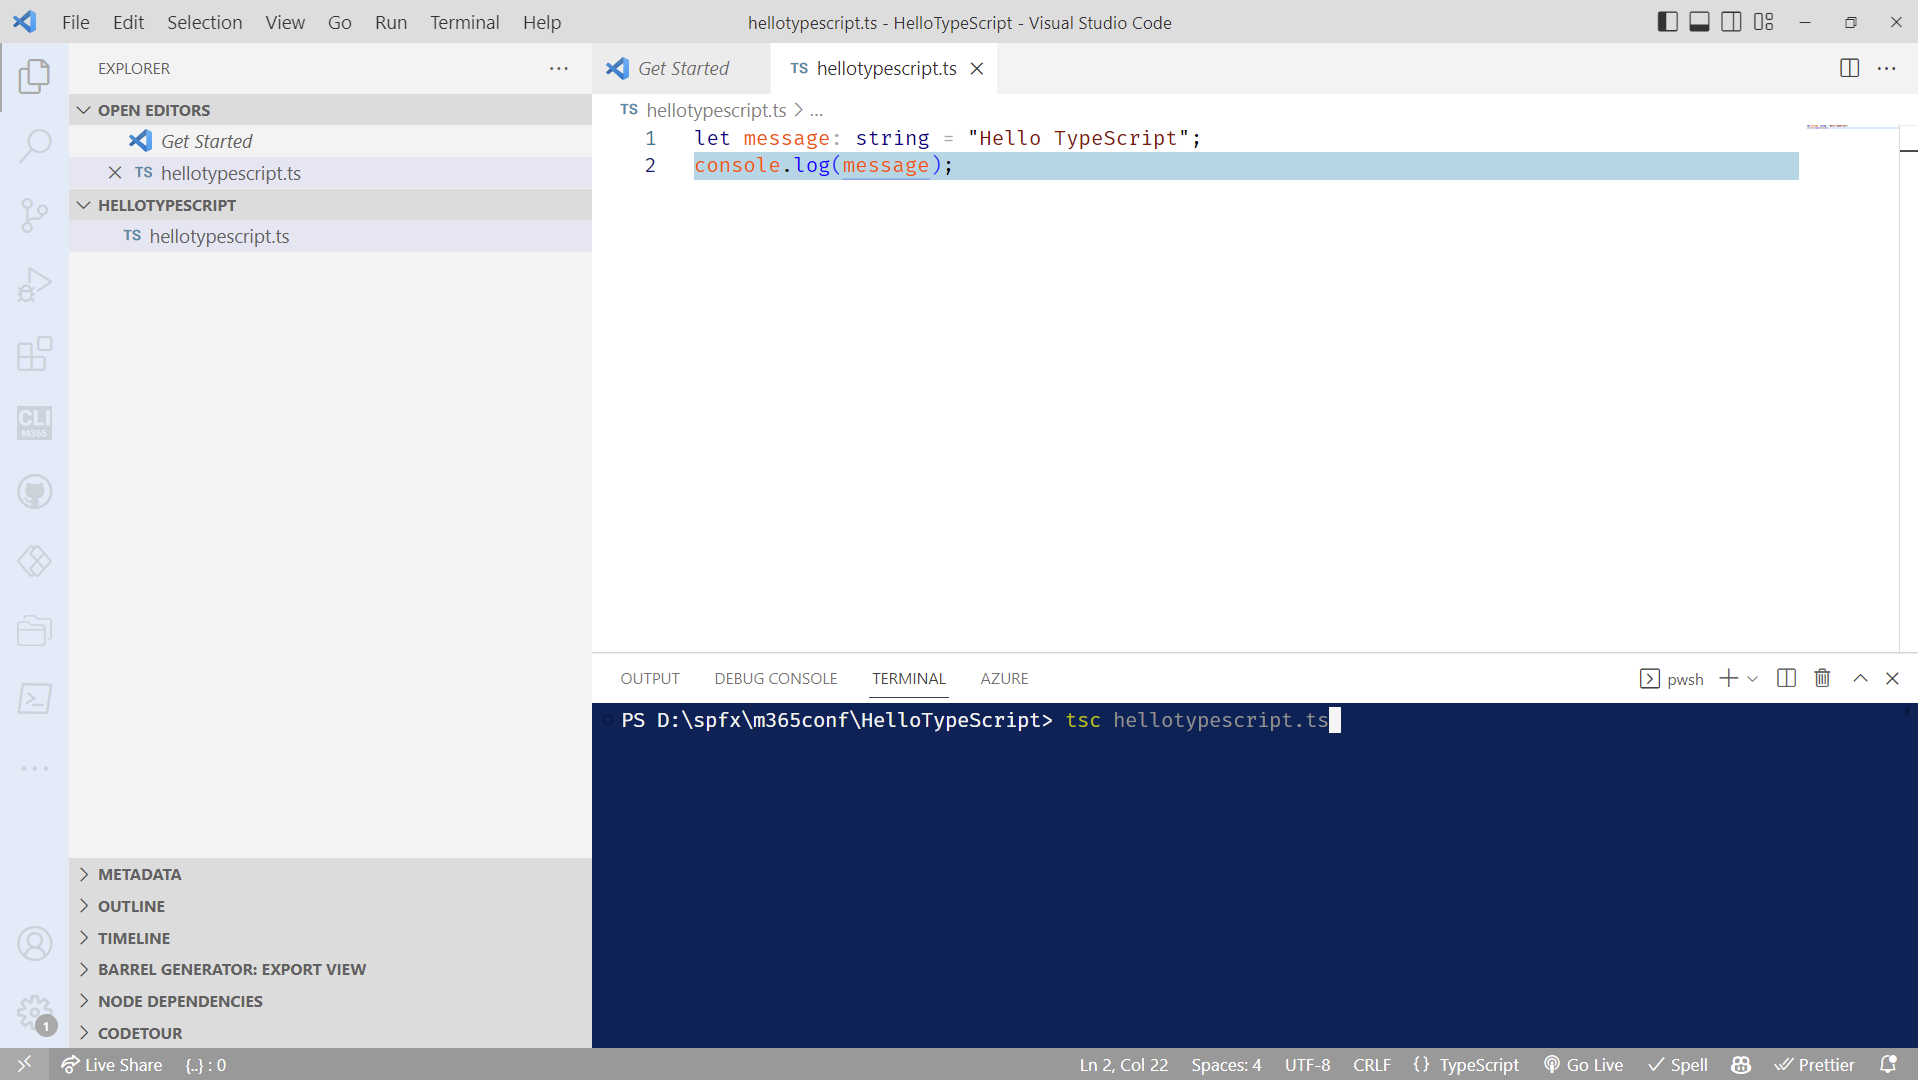 File Edit Selection View Go Run Terminal Help hellotypescript.ts - HelloTypeScript - Visual Studio Code
EXPLORER
OPEN EDITORS
Get Started
TS hellotypescript.ts
HELLOTYPESCRIPT
TS hellotypescript.ts
CLI
M365
METADATA
OUTLINE
TIMELINE
BARREL GENERATOR: EXPORT VIEW
NODE DEPENDENCIES
CODETOUR
1
Get Started TS hellotypescript.ts
TS hellotypescript.ts > ...
1 let message: string = "Hello TypeScript";
2 console.log(message);
OUTPUT DEBUG CONSOLE TERMINAL AZURE pwsh
PS D:\spfx\m365conf\HelloTypeScript> tsc hellotypescript.ts
Live Share {..} : 0 Ln 2, Col 22 Spaces: 4 UTF-8 CRLF {} TypeScript Go Live Spell Prettier